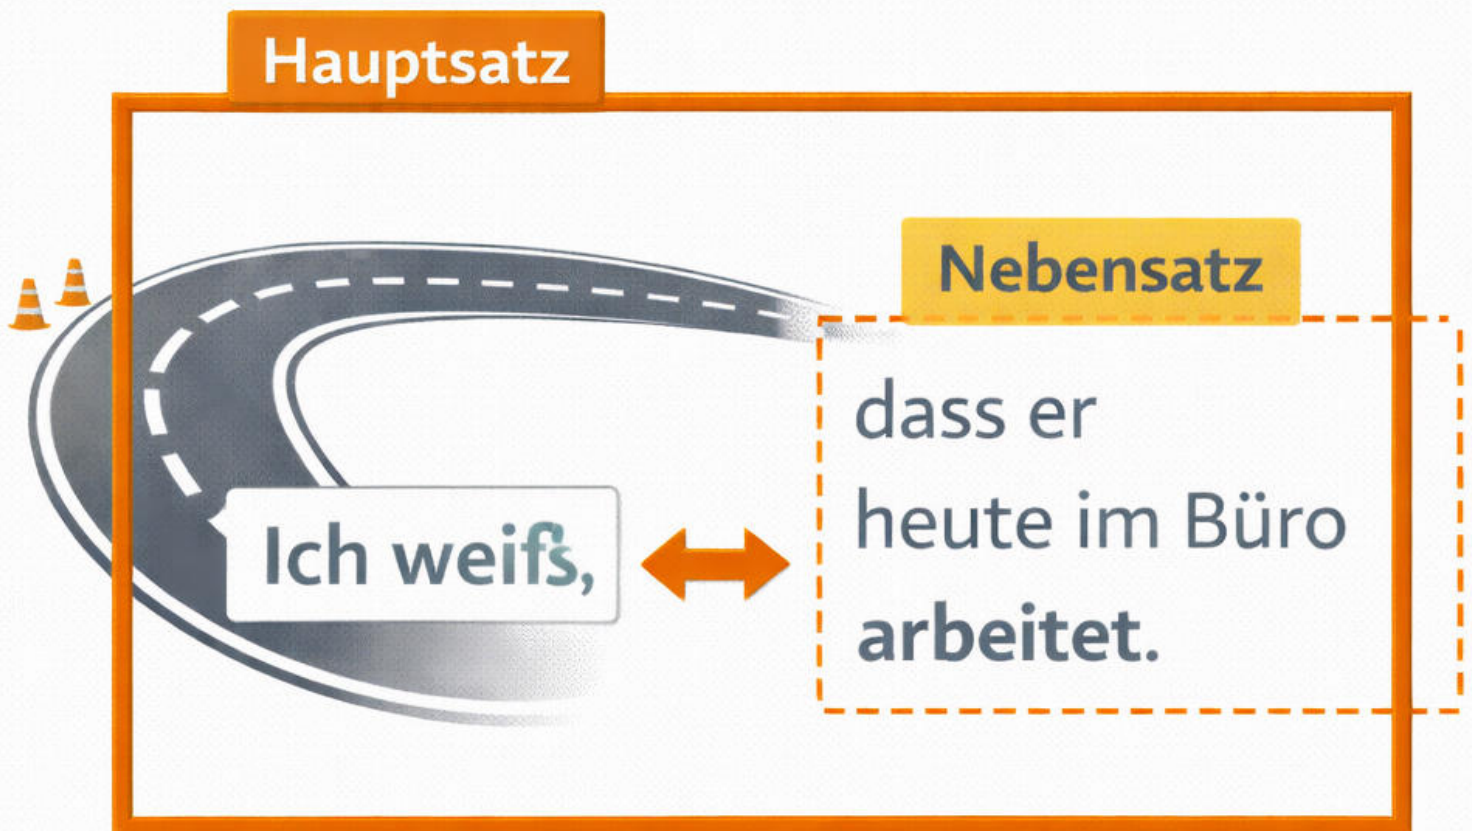 Hauptsatz
Nebensatz
Ich weiß,
dass er
heute im Büro
arbeitet.